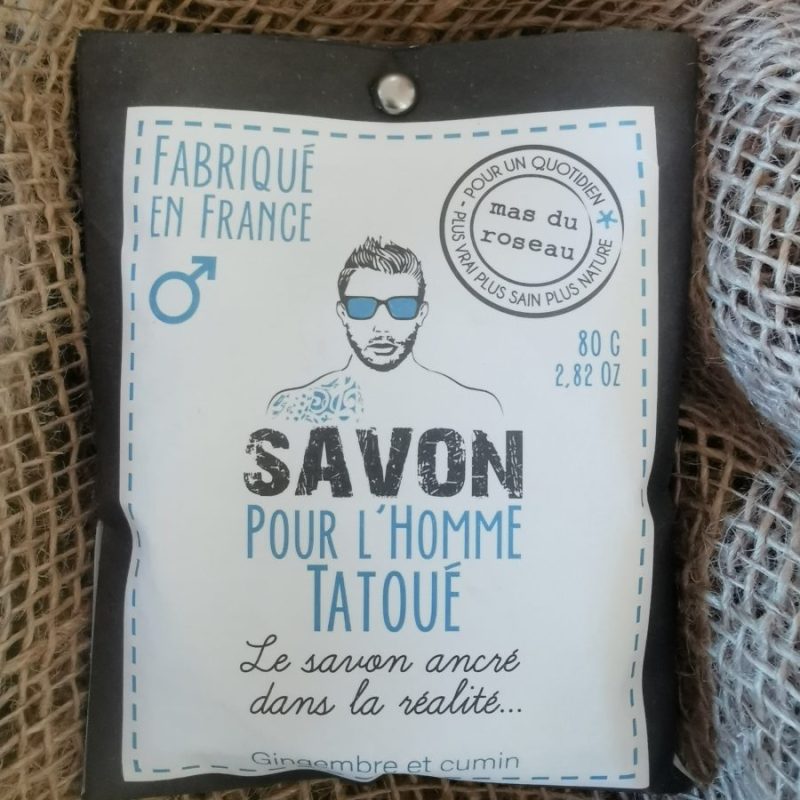 FABRIQUÉ
EN FRANCE
- POUR UN QUOTIDIEN
mas du
roseau
- PLUS VRAI PLUS SAIN PLUS NATURE
80 G
2,82 OZ
SAVON
POUR L'HOMME
TATOUÉ
Le savon ancré
dans la réalité...
Gingembre et cumin